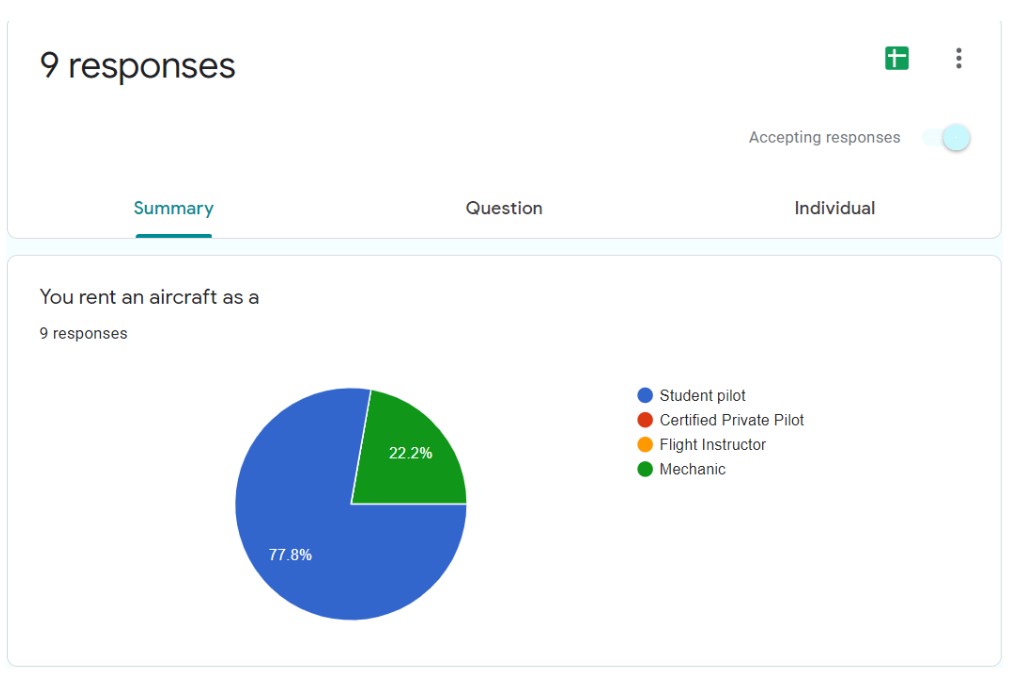 9 responses
Accepting responses
Summary Question Individual
You rent an aircraft as a
9 responses
Student pilot
Certified Private Pilot
Flight Instructor
Mechanic
22.2%
77.8%